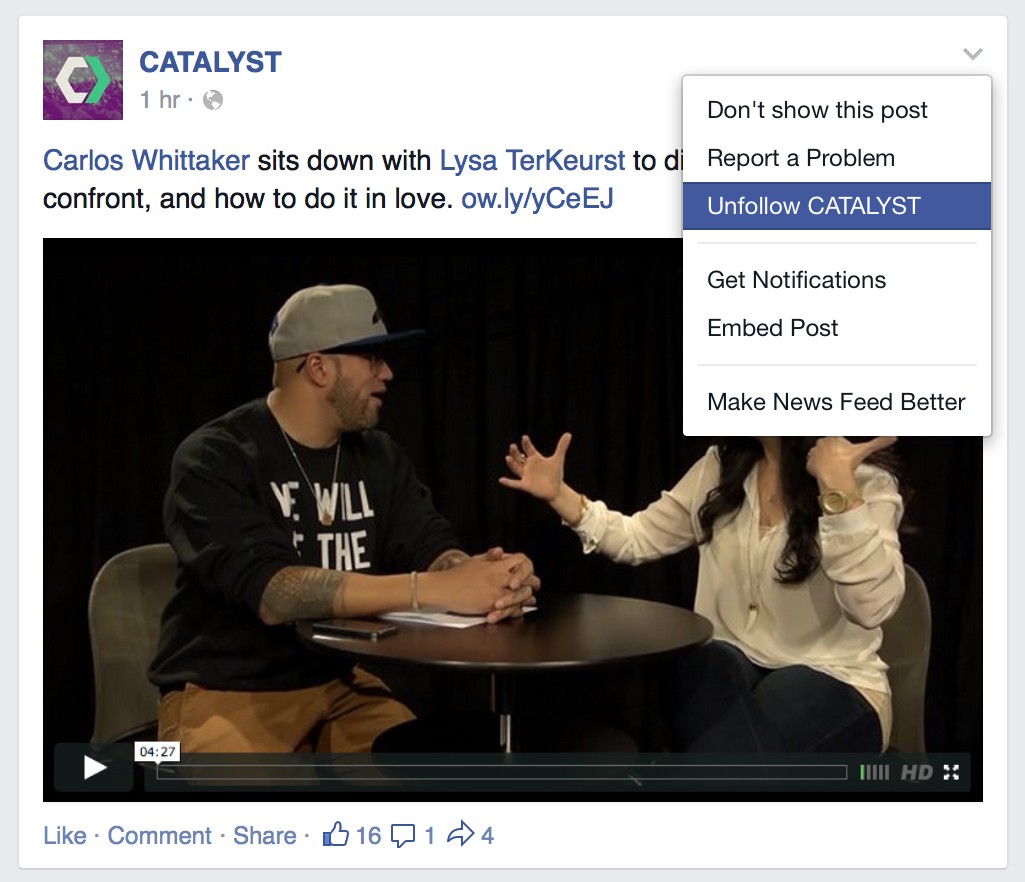 CATALYST
1 hr ·
Carlos Whittaker sits down with Lysa TerKeurst to
confront, and how to do it in love. ow.ly/yCeEJ
Don't show this post
Report a Problem
Unfollow CATALYST
Get Notifications
Embed Post
Make News Feed Better
WILL
THE
04:27
HD
Like · Comment · Share · 16 1 4